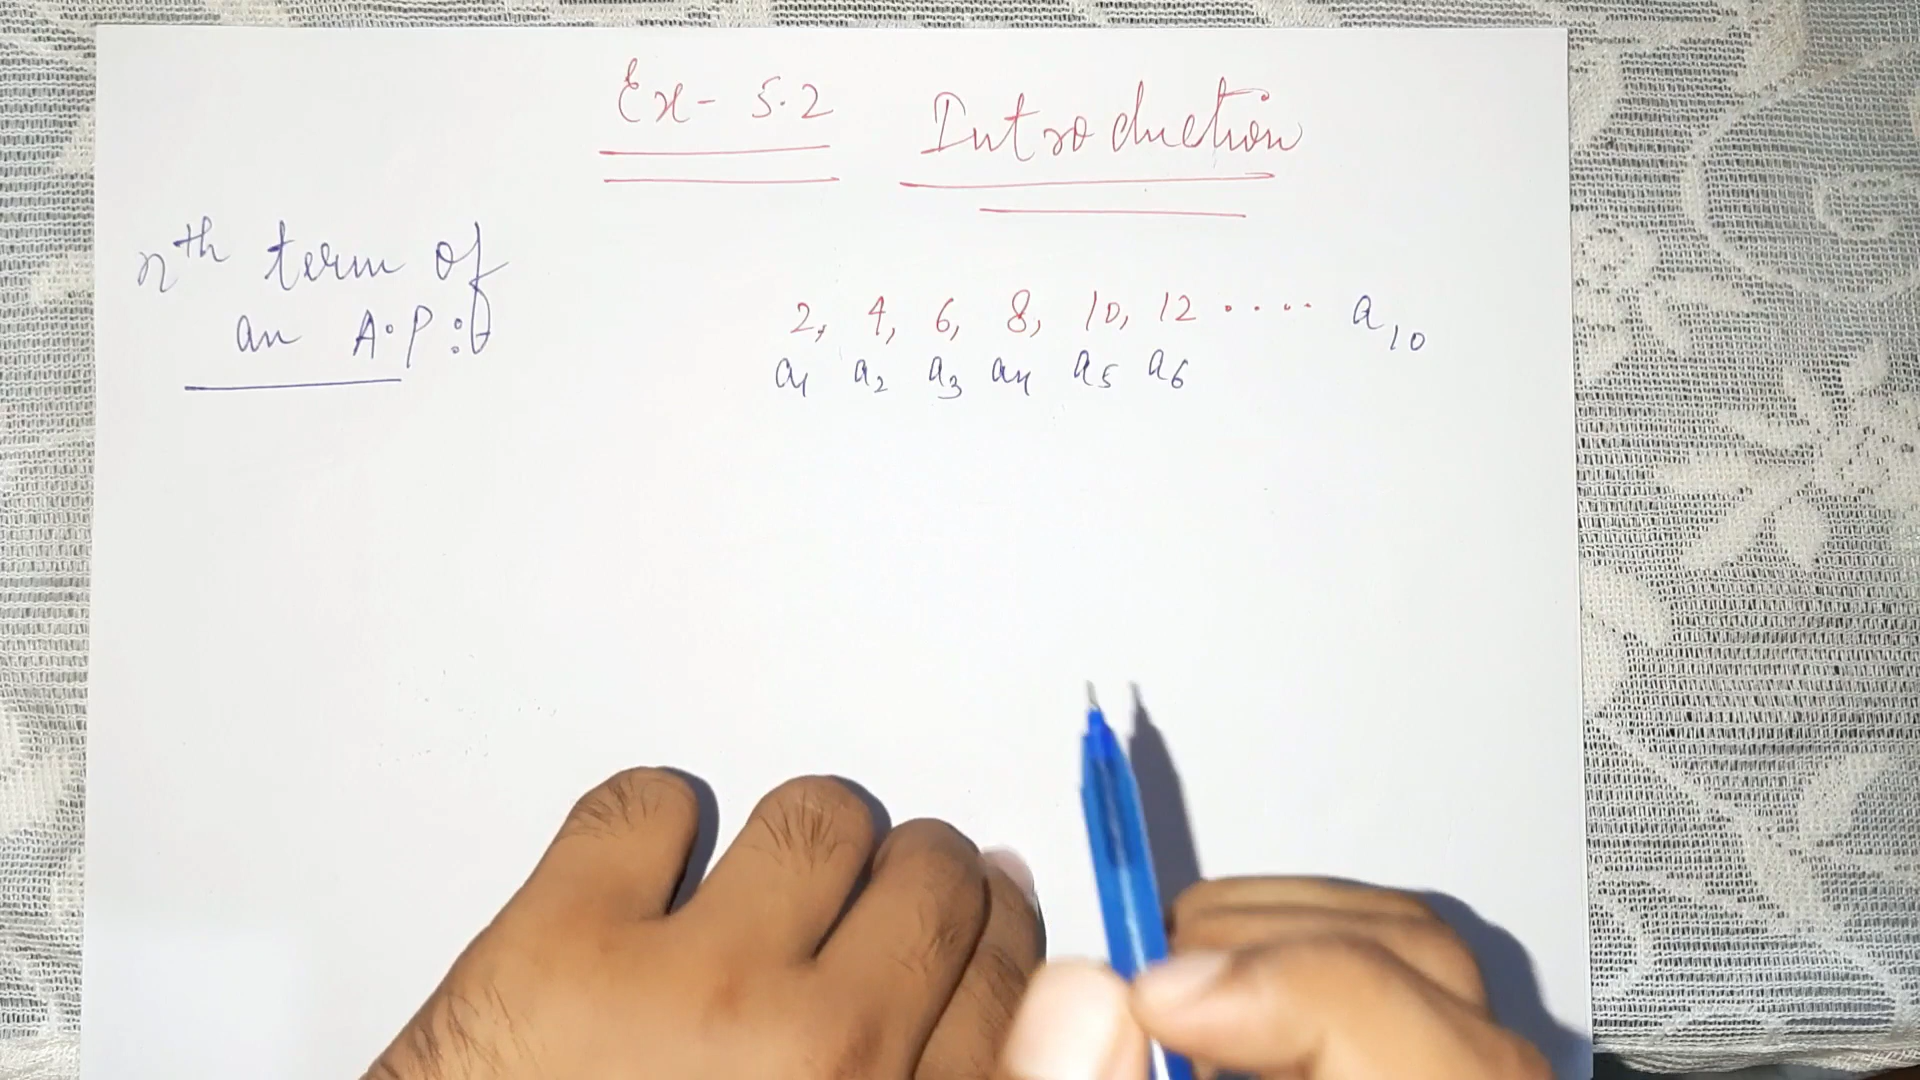 Ex- 5.2 Introduction
nth term of
an A.P :-
2, 4, 6, 8, 10, 12 ..... a10
a1 a2 a3 a4 a5 a6